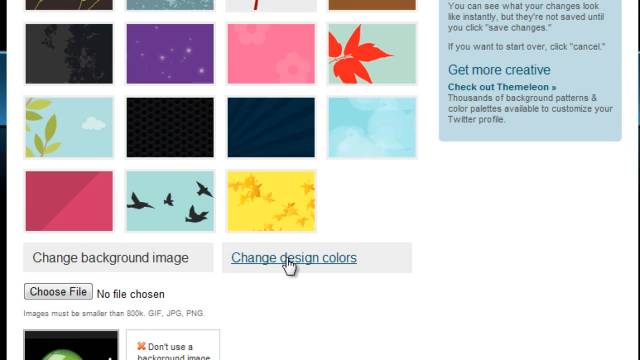 You can see what your changes look
like instantly, but they're not saved until
you click "save changes."
If you want to start over, click "cancel."
Get more creative
Check out Themeleon »
Thousands of background patterns &
color palettes available to customize your
Twitter profile.
Change background image
Change design colors
Choose File No file chosen
Images must be smaller than 800k. GIF, JPG, PNG.
Don't use a
background image